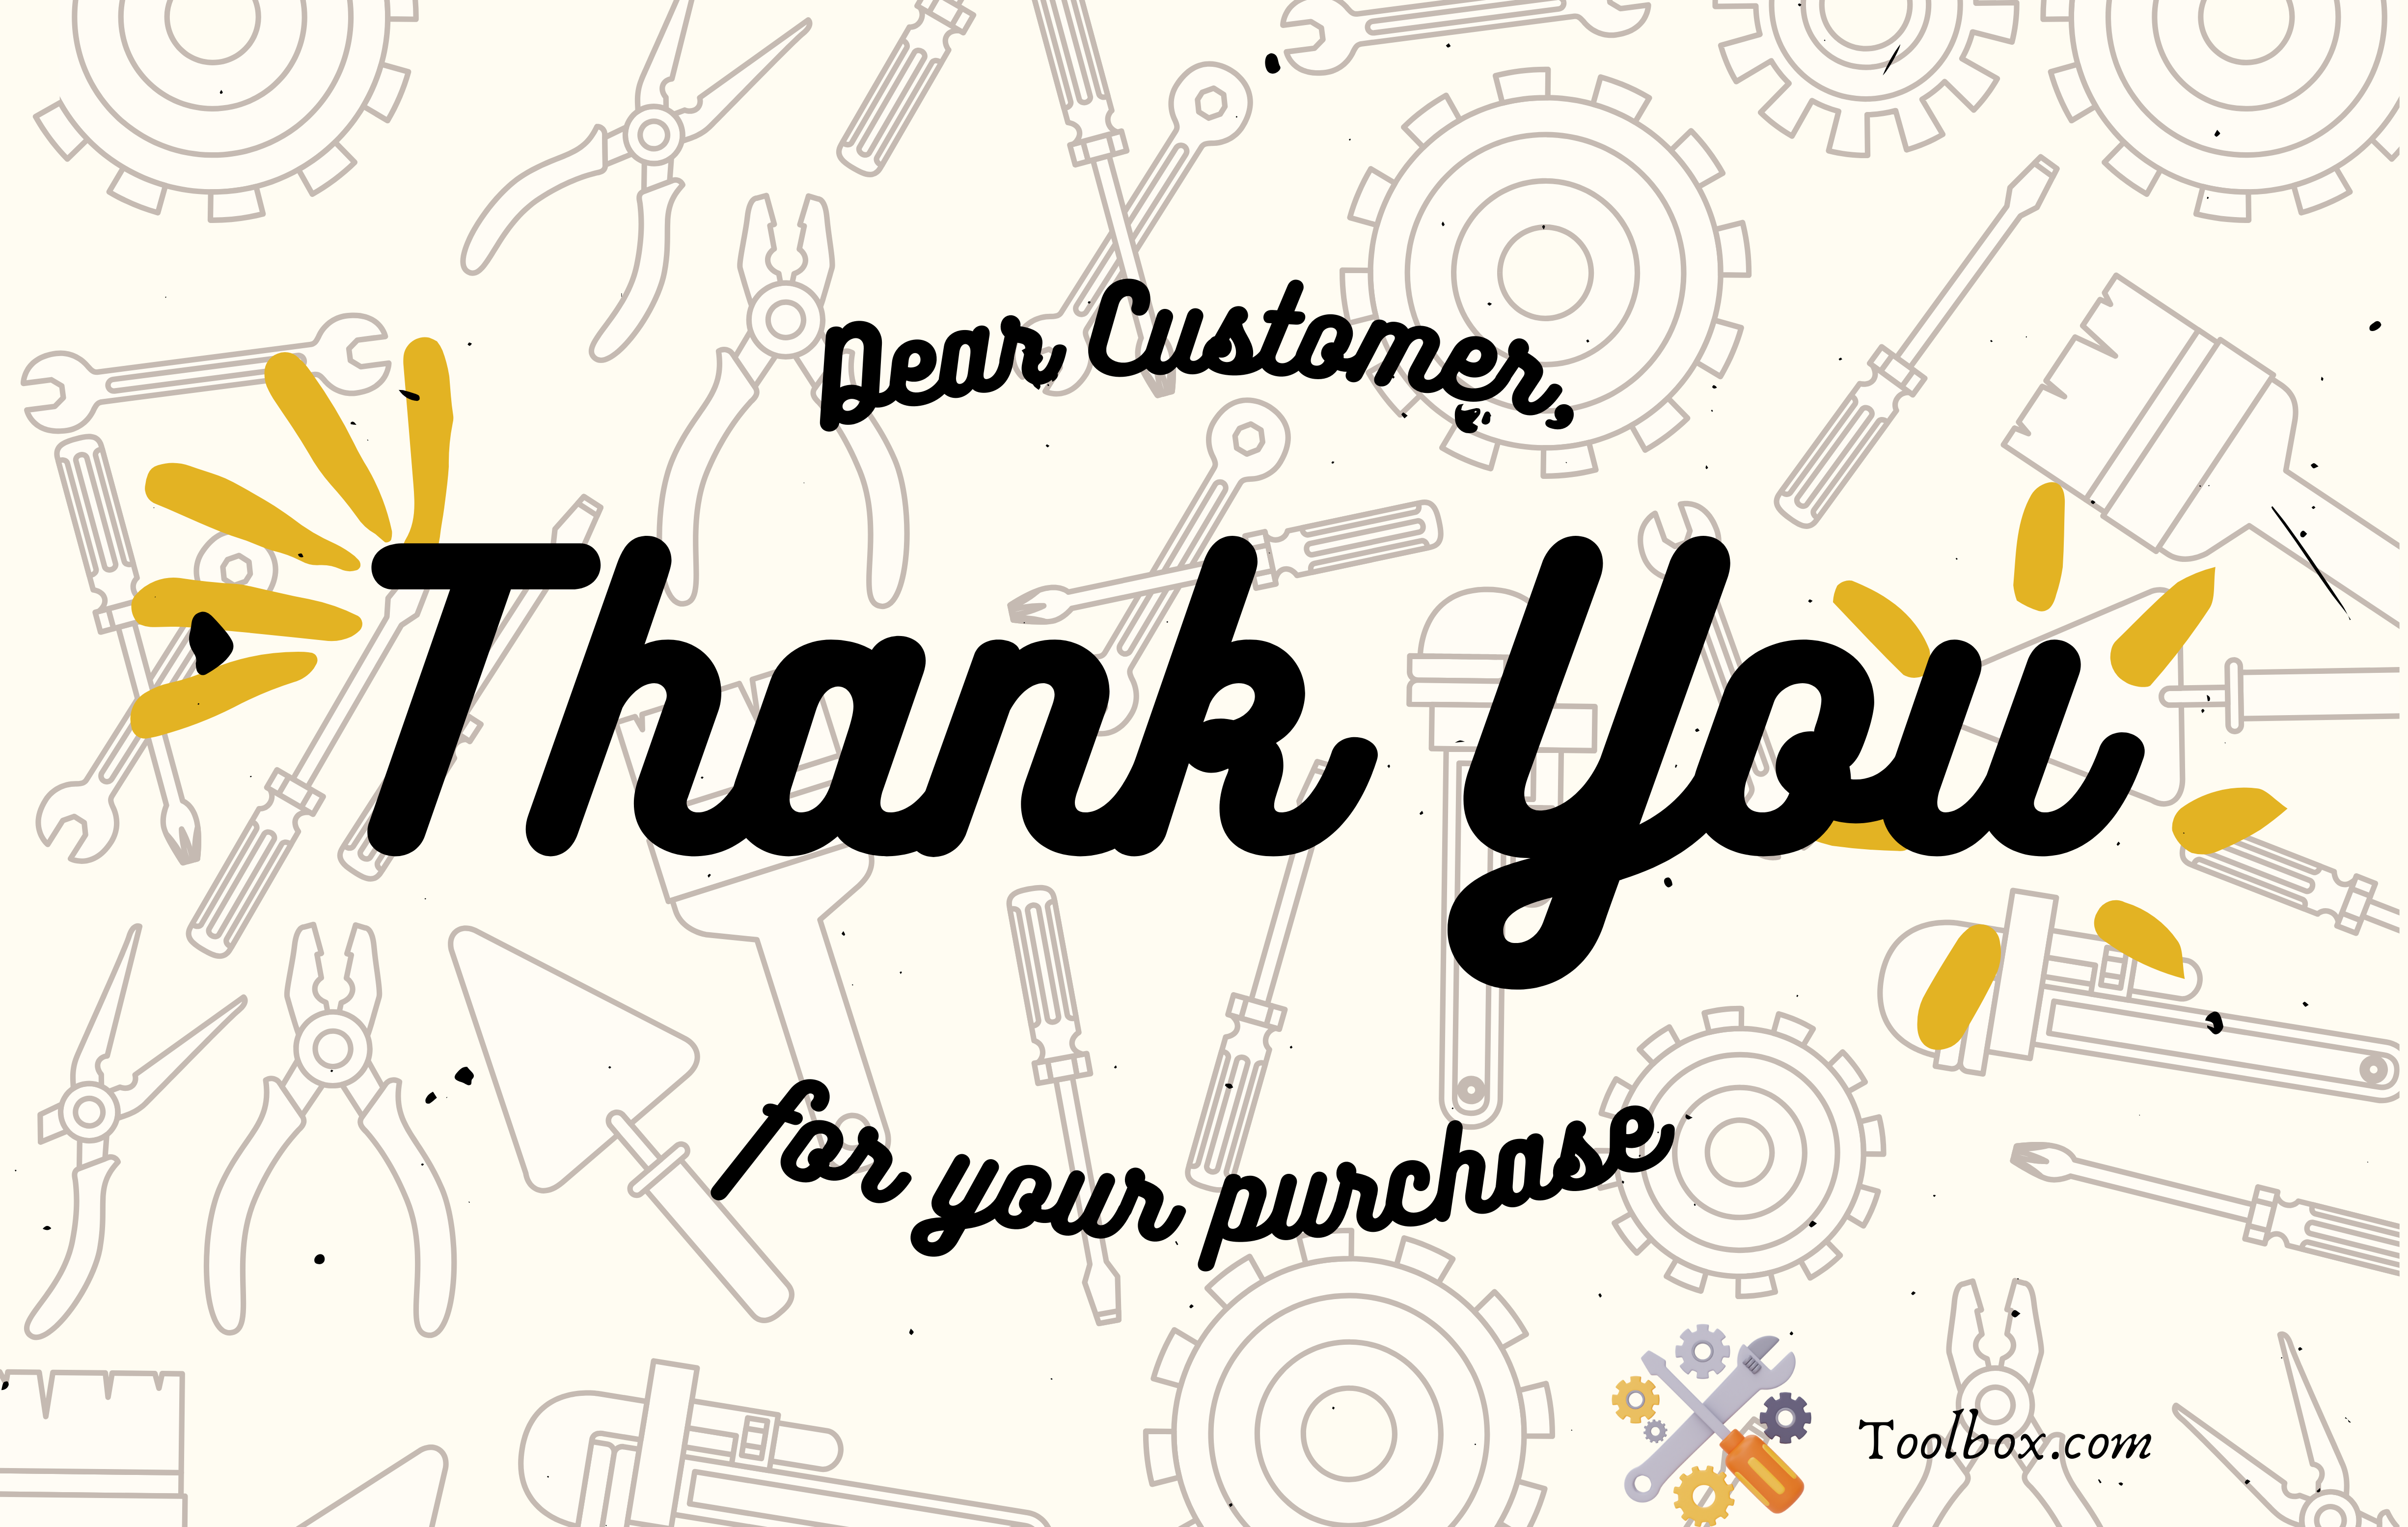 Dear Customer,
Thank You
for your purchase
Toolbox.com